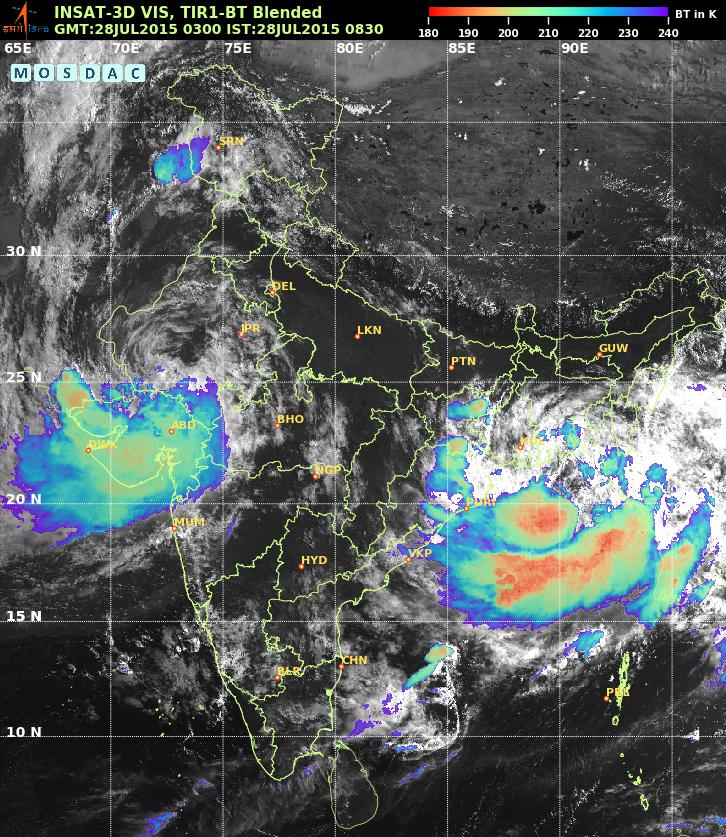 INSAT-3D VIS, TIR1-BT Blended
GMT:28JUL2015 0300 IST:28JUL2015 0830
BT in K
180 190 200 210 220 230 240
65E 70E 75E 80E 85E 90E
MOSDAC
SRN
30 N
DEL
JPR LKN
GUW
PTN
25 N
BHO
ABD
DWK
NGP
20 N
PURI
MUM
VKP
HYD
15 N
CHN
BLR
10 N